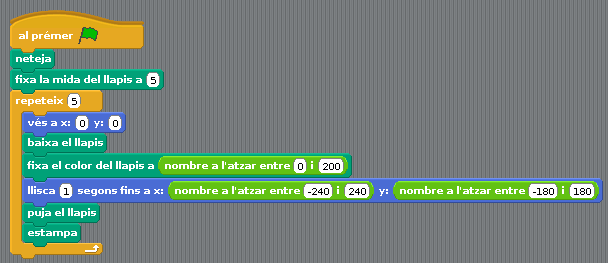 al prémer
neteja
fixa la mida del llapis a 5
repeteix 5
vés a x: 0 y: 0
baixa el llapis
fixa el color del llapis a nombre a l'atzar entre 0 i 200
llisca 1 segons fins a x: nombre a l'atzar entre -240 i 240 y: nombre a l'atzar entre -180 i 180
puja el llapis
estampa